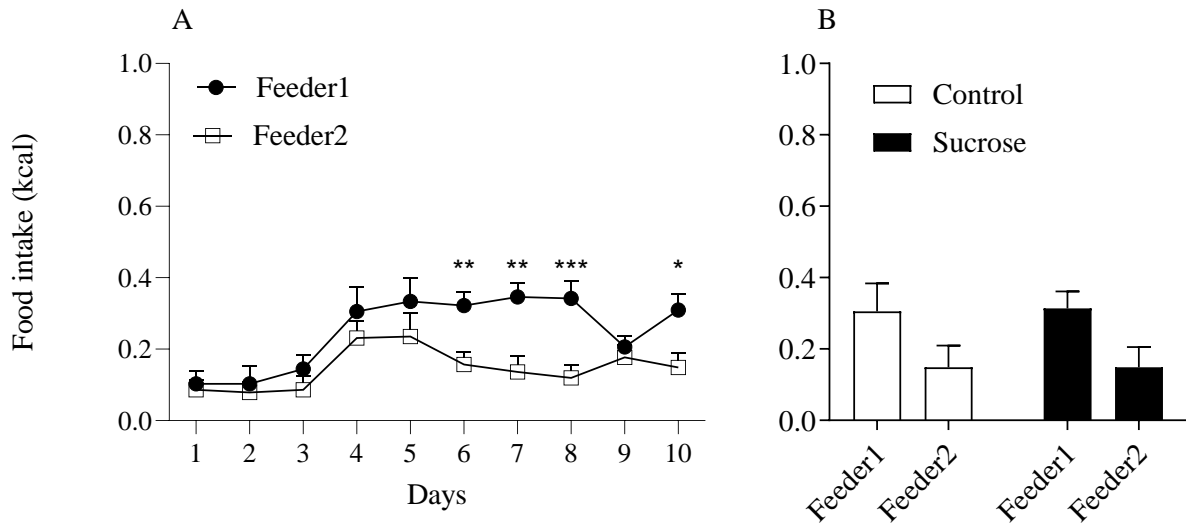 A
Feeder1
Feeder2
Food intake (kcal)
1.0
0.8
0.6
0.4
0.2
0.0
** ** *** *
1 2 3 4 5 6 7 8 9 10
Days
B
Control
Sucrose
1.0
0.8
0.6
0.4
0.2
0.0
Feeder1
Feeder2
Feeder1
Feeder2